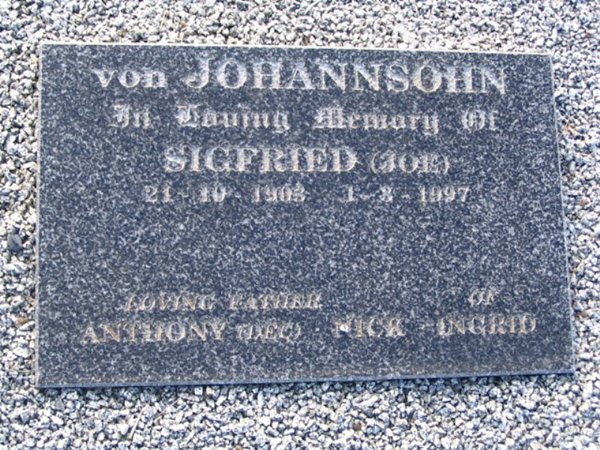 von JOHANNSOHN
In Loving Memory Of
SIGFRIED (JOE)
21 - 10 - 1903 1 - 8 - 1997
LOVING FATHER OF
ANTHONY (DEC) NICK INGRID